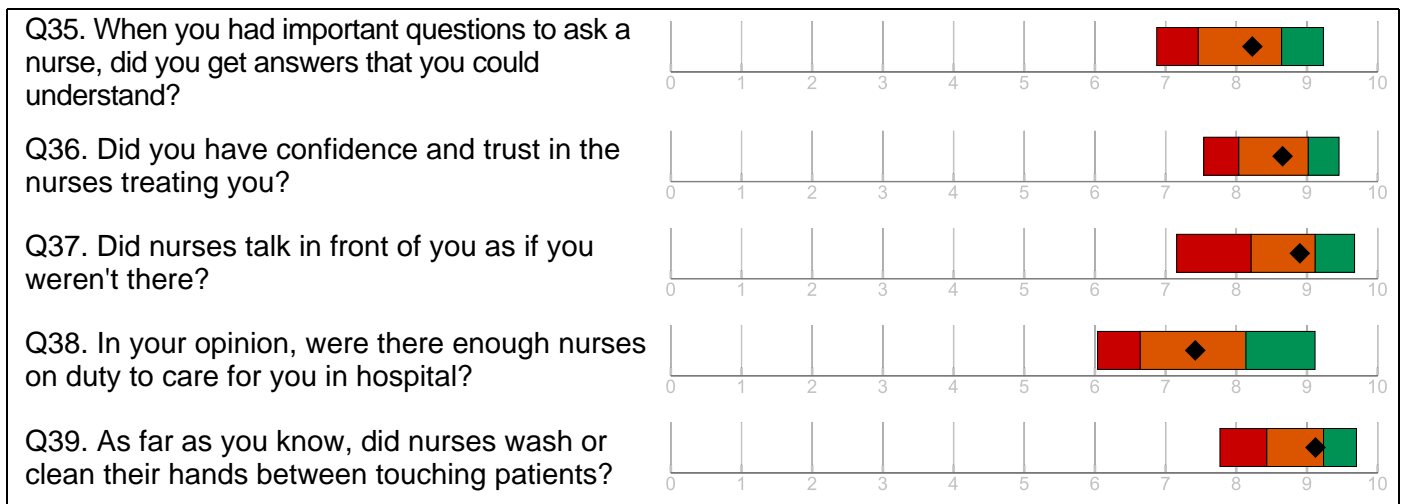 Q35. When you had important questions to ask a
nurse, did you get answers that you could
understand?
0 1 2 3 4 5 6 7 8 9 10
Q36. Did you have confidence and trust in the
nurses treating you?
0 1 2 3 4 5 6 7 8 9 10
Q37. Did nurses talk in front of you as if you
weren't there?
0 1 2 3 4 5 6 7 8 9 10
Q38. In your opinion, were there enough nurses
on duty to care for you in hospital?
0 1 2 3 4 5 6 7 8 9 10
Q39. As far as you know, did nurses wash or
clean their hands between touching patients?
0 1 2 3 4 5 6 7 8 9 10